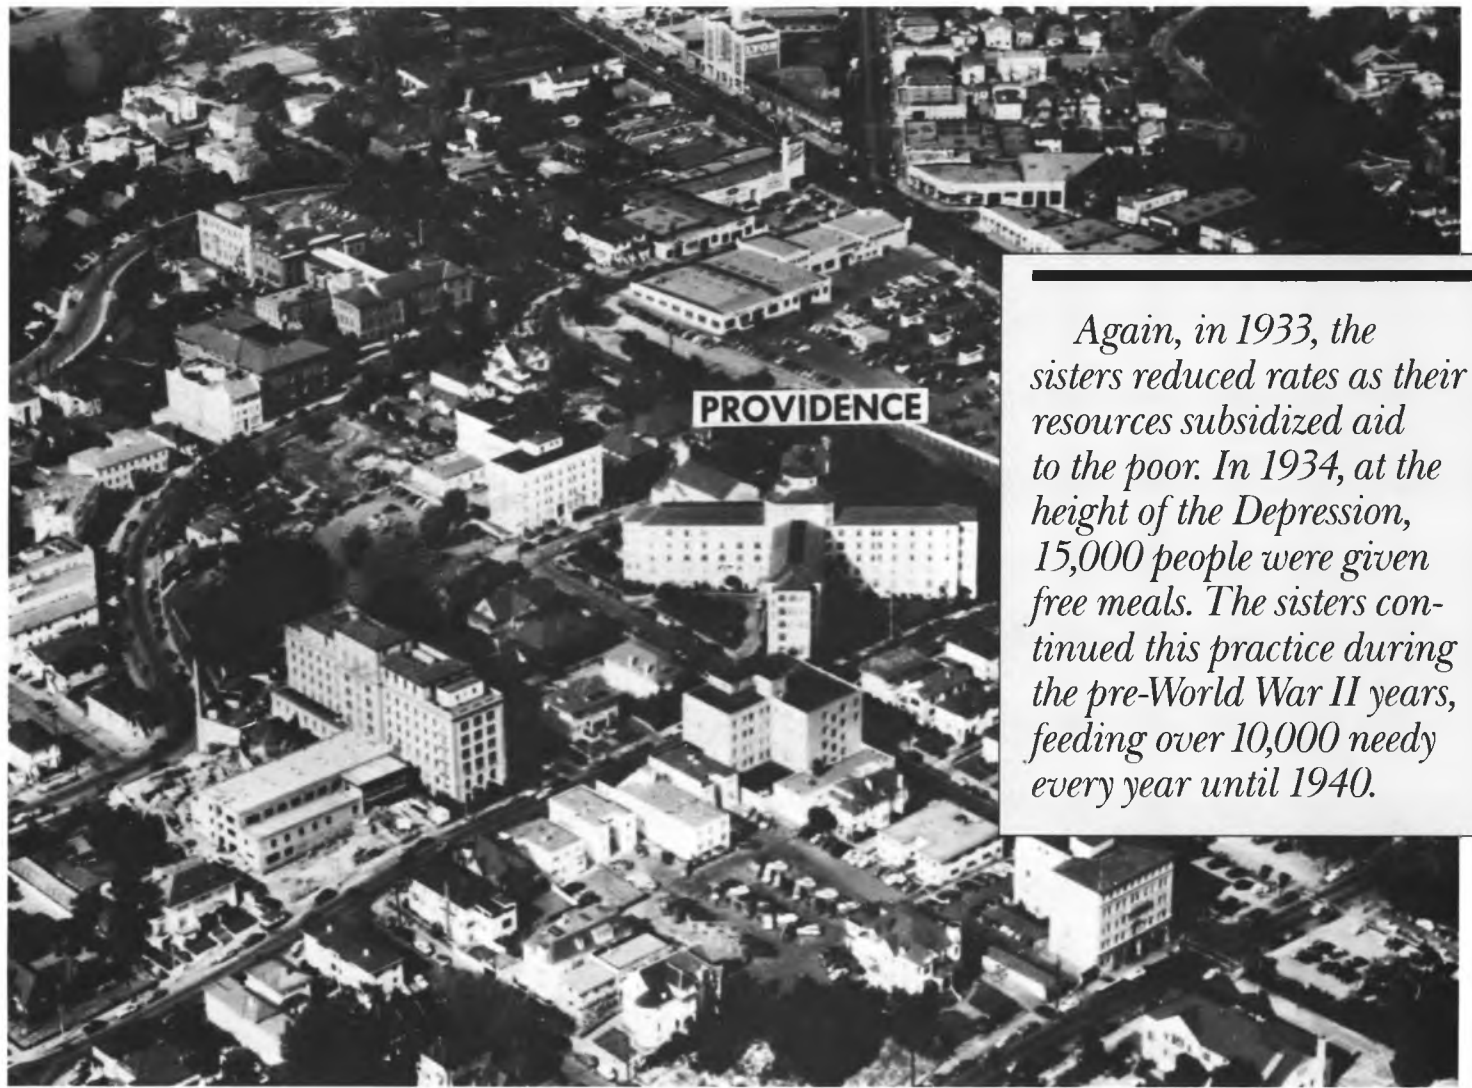 LYON
PROVIDENCE
Again, in 1933, the
sisters reduced rates as their
resources subsidized aid
to the poor. In 1934, at the
height of the Depression,
15,000 people were given
free meals. The sisters con-
tinued this practice during
the pre-World War II years,
feeding over 10,000 needy
every year until 1940.